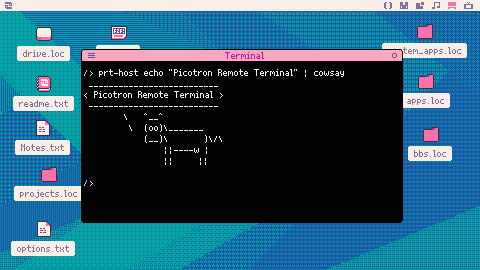 drive.loc
readme.txt
Notes.txt
projects.loc
options.txt
Terminal
/> prt-host echo "Picotron Remote Terminal" ¦ cowsay
__________________________
< Picotron Remote Terminal >
--------------------------
\   ^__^
\  (oo)\_______
(__)\       )\/\
¦¦----w ¦
¦¦     ¦¦
/>
tem_apps.loc
apps.loc
bbs.loc